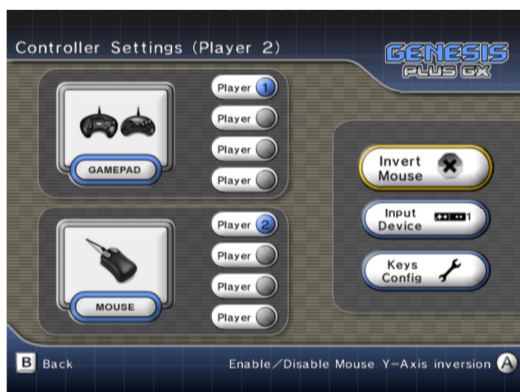 Controller Settings (Player 2)
GENESIS
PLUS GX
GAMEPAD
Player 1
Player
Player
Player
MOUSE
Player 2
Player
Player
Player
Invert
Mouse
Input
Device
1
Keys
Config
B Back
Enable/Disable Mouse Y-Axis inversion A